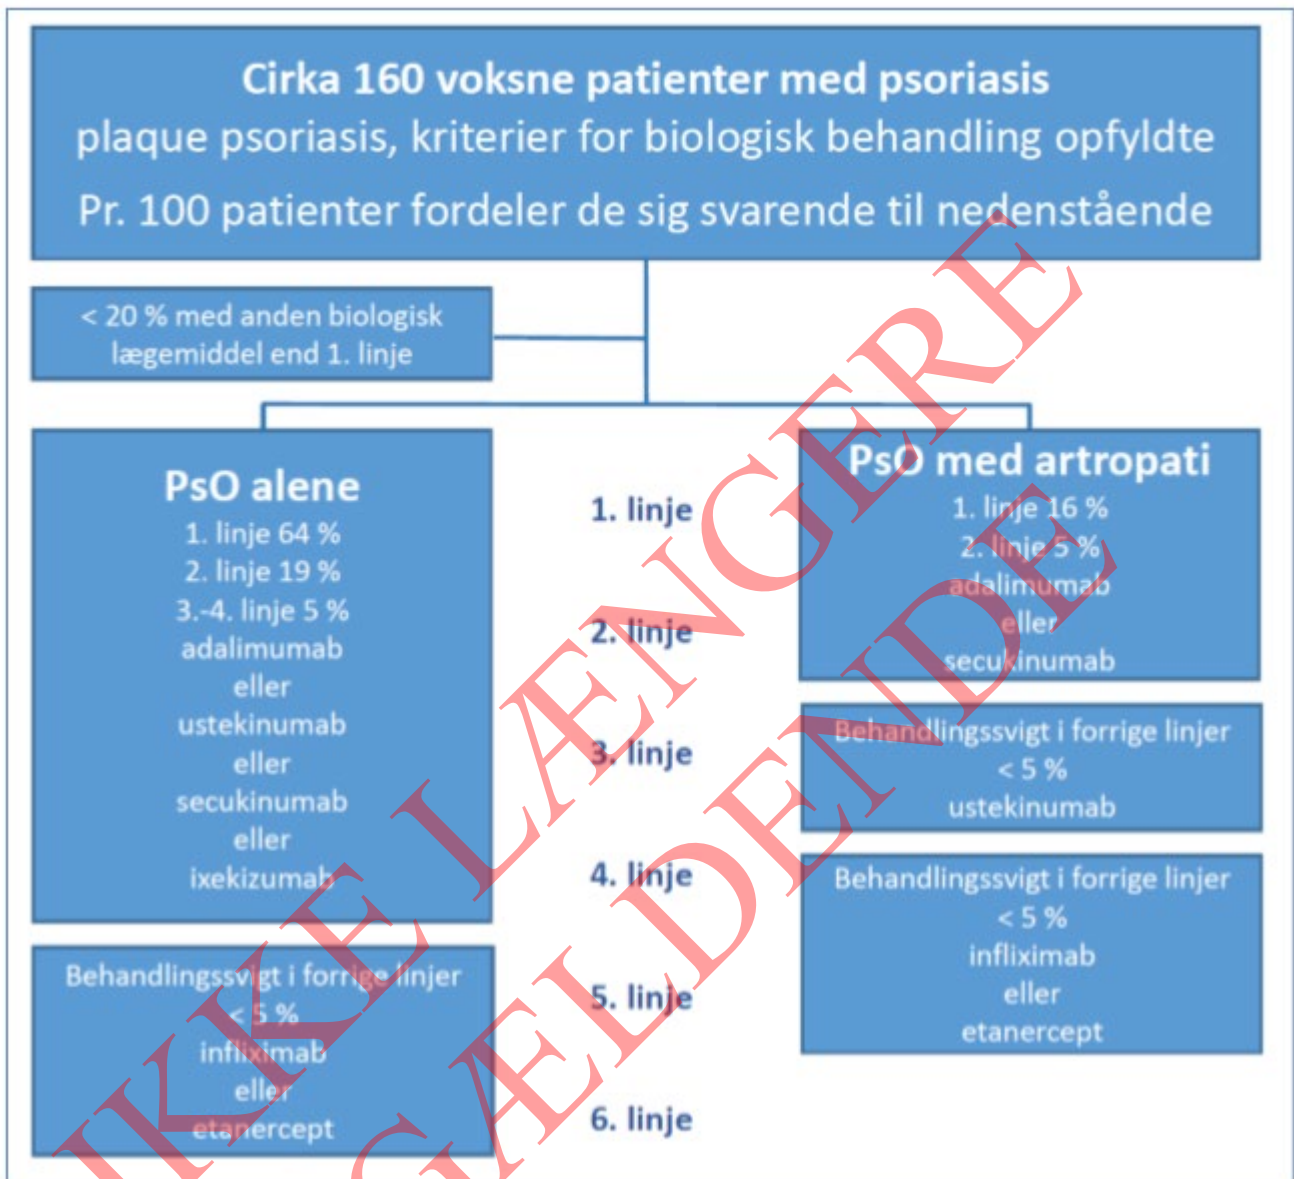 Cirka 160 voksne patienter med psoriasis
plaque psoriasis, kriterier for biologisk behandling opfyldte
Pr. 100 patienter fordeler de sig svarende til nedenstående
< 20 % med anden biologisk
lægemiddel end 1. linje
PsO alene
1. linje 64 %
2. linje 19 %
3.-4. linje 5 %
adalimumab
eller
ustekinumab
eller
secukinumab
eller
ixekizumab
Behandlingssvigt i forrige linjer
< 5 %
infliximab
eller
etanercept
1. linje
2. linje
3. linje
4. linje
5. linje
6. linje
PsO med artropati
1. linje 16 %
2. linje 5 %
adalimumab
eller
secukinumab
Behandlingssvigt i forrige linjer
< 5 %
ustekinumab
Behandlingssvigt i forrige linjer
< 5 %
infliximab
eller
etanercept
IKKE LÆNGERE
GÆLDENDE